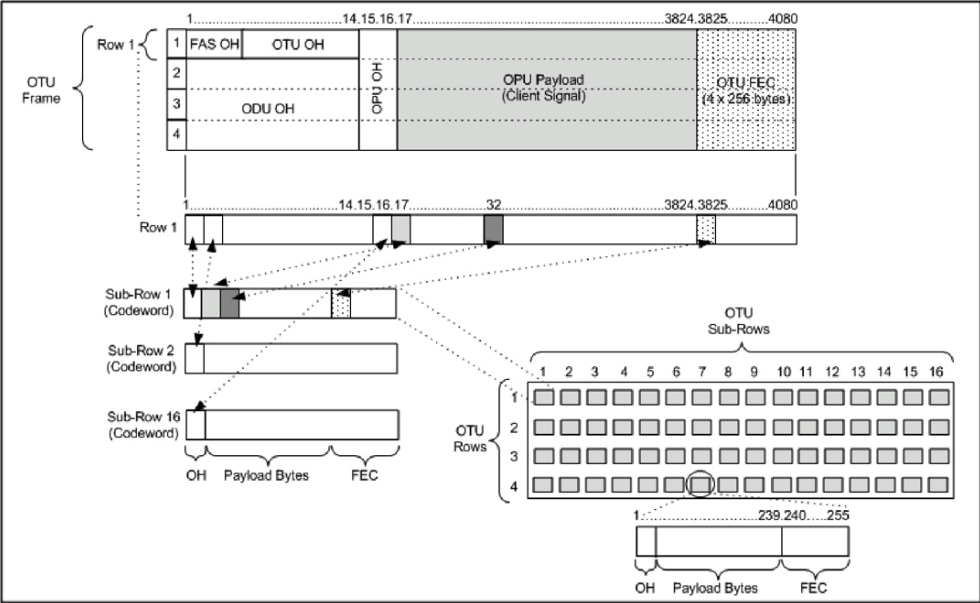 1..............................14.15.16.17..................................................3824.3825..............4080
Row 1
1
FAS OH
OTU OH
2
3
4
ODU OH
OPU OH
OPU Payload
(Client Signal)
OTU FEC
(4 x 256 bytes)
OTU
Frame
1..............................14.15.16.17...............32...................................3824.3825..............4080
Row 1
Sub-Row 1
(Codeword)
Sub-Row 2
(Codeword)
Sub-Row 16
(Codeword)
OH
Payload Bytes
FEC
OTU
Sub-Rows
1 2 3 4 5 6 7 8 9 10 11 12 13 14 15 16
OTU
Rows
1
2
3
4
1.......................239.240.....255
OH
Payload Bytes
FEC